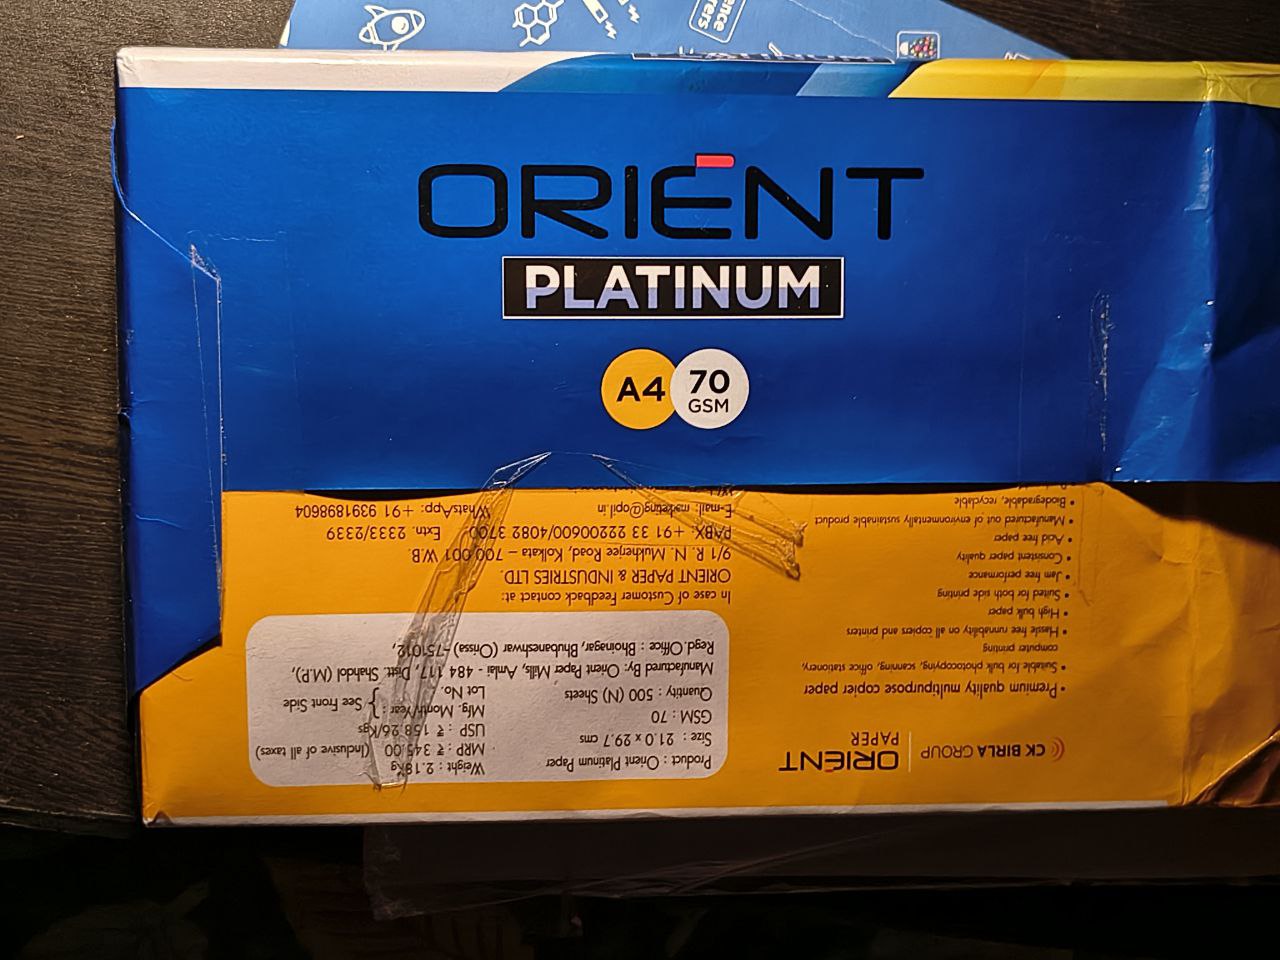 ORIENT
PLATINUM
A4
70
GSM
• Premium quality multipurpose copier paper
• Suitable for bulk photocopying, scanning, office stationery,
computer printing
• Hassle free runnability on all copiers and printers
• High bulk paper
• Suited for both side printing
• Jam free performance
• Consistent paper quality
• Acid free paper
• Manufactured out of environmentally sustainable product
• Biodegradable, recyclable
CK BIRLA GROUP
ORIENT
PAPER
Product : Orient Platinum Paper
Size : 21.0 x 29.7 cms
GSM : 70
Quantity : 500 (N) Sheets
Weight : 2.18Kg
MRP : ₹ 345.00 (Inclusive of all taxes)
USP : ₹ 158.26/Kgs
Mfg. Month/Year :
Lot No. :
See Front Side
Manufactured By: Orient Paper Mills, Amlai - 484 117, Distt. Shahdol (M.P.),
Regd.Office : Bhoinagar, Bhubaneshwar (Orissa) -751012,
In case of Customer Feedback contact at:
ORIENT PAPER & INDUSTRIES LTD.
9/1 R. N. Mukherjee Road, Kolkata – 700 001 W.B.
PABX: +91 33 22200600/4082 3700 Extn. 2333/2339
E-mail: marketing@opil.in WhatsApp: +91 9391898604